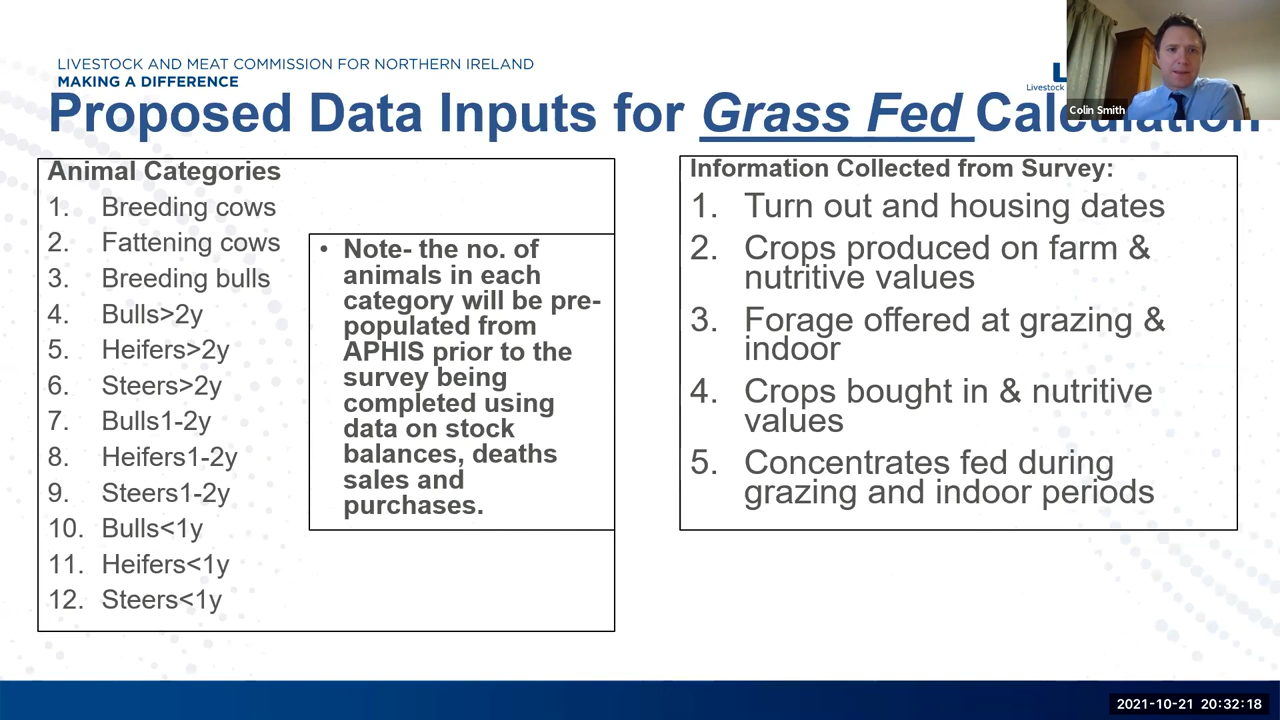 LIVESTOCK AND MEAT COMMISSION FOR NORTHERN IRELAND
MAKING A DIFFERENCE
Livestock
Colin Smith
Proposed Data Inputs for Grass Fed Calculation
Animal Categories
1. Breeding cows
2. Fattening cows
3. Breeding bulls
4. Bulls>2y
5. Heifers>2y
6. Steers>2y
7. Bulls1-2y
8. Heifers1-2y
9. Steers1-2y
10. Bulls<1y
11. Heifers<1y
12. Steers<1y
• Note- the no. of
animals in each
category will be pre-
populated from
APHIS prior to the
survey being
completed using
data on stock
balances, deaths
sales and
purchases.
Information Collected from Survey:
1. Turn out and housing dates
2. Crops produced on farm &
nutritive values
3. Forage offered at grazing &
indoor
4. Crops bought in & nutritive
values
5. Concentrates fed during
grazing and indoor periods
2021-10-21 20:32:18